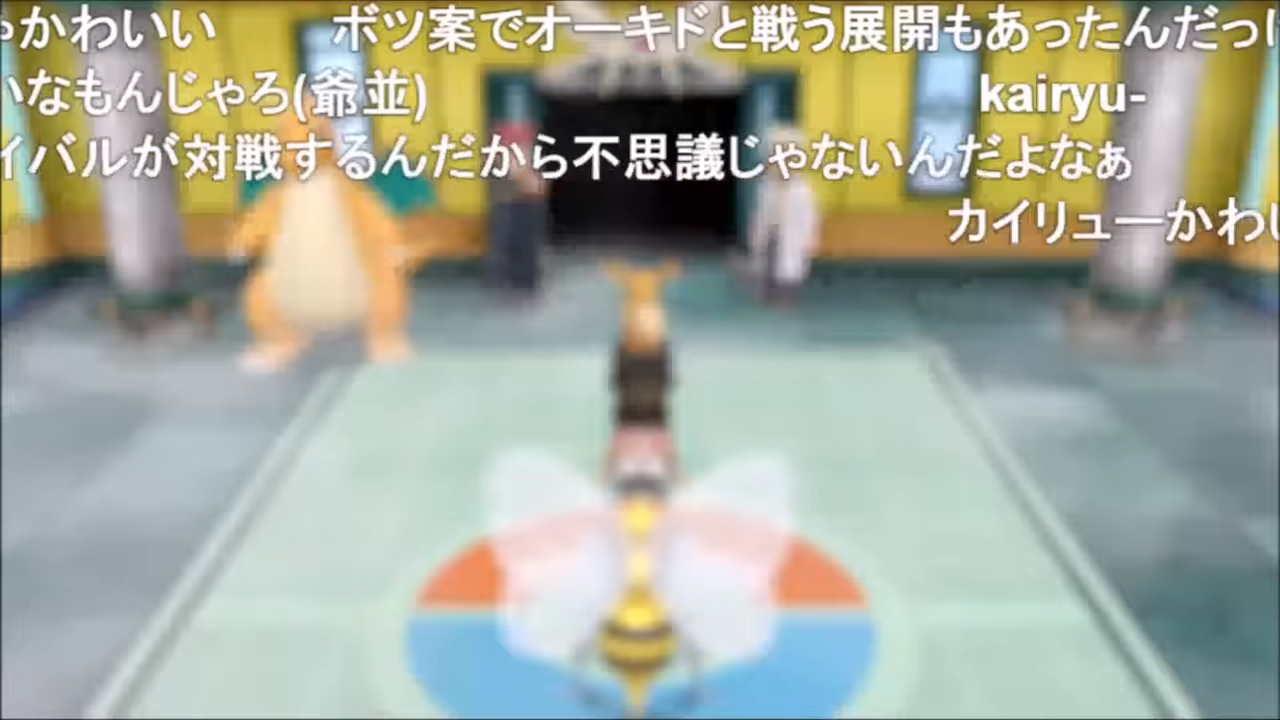 ゃかわいい ボツ案でオーキドと戦う展開もあったんだっけ
いなもんじゃろ(爺並) kairyu-
イバルが対戦するんだから不思議じゃないんだよなぁ
カイリューかわい